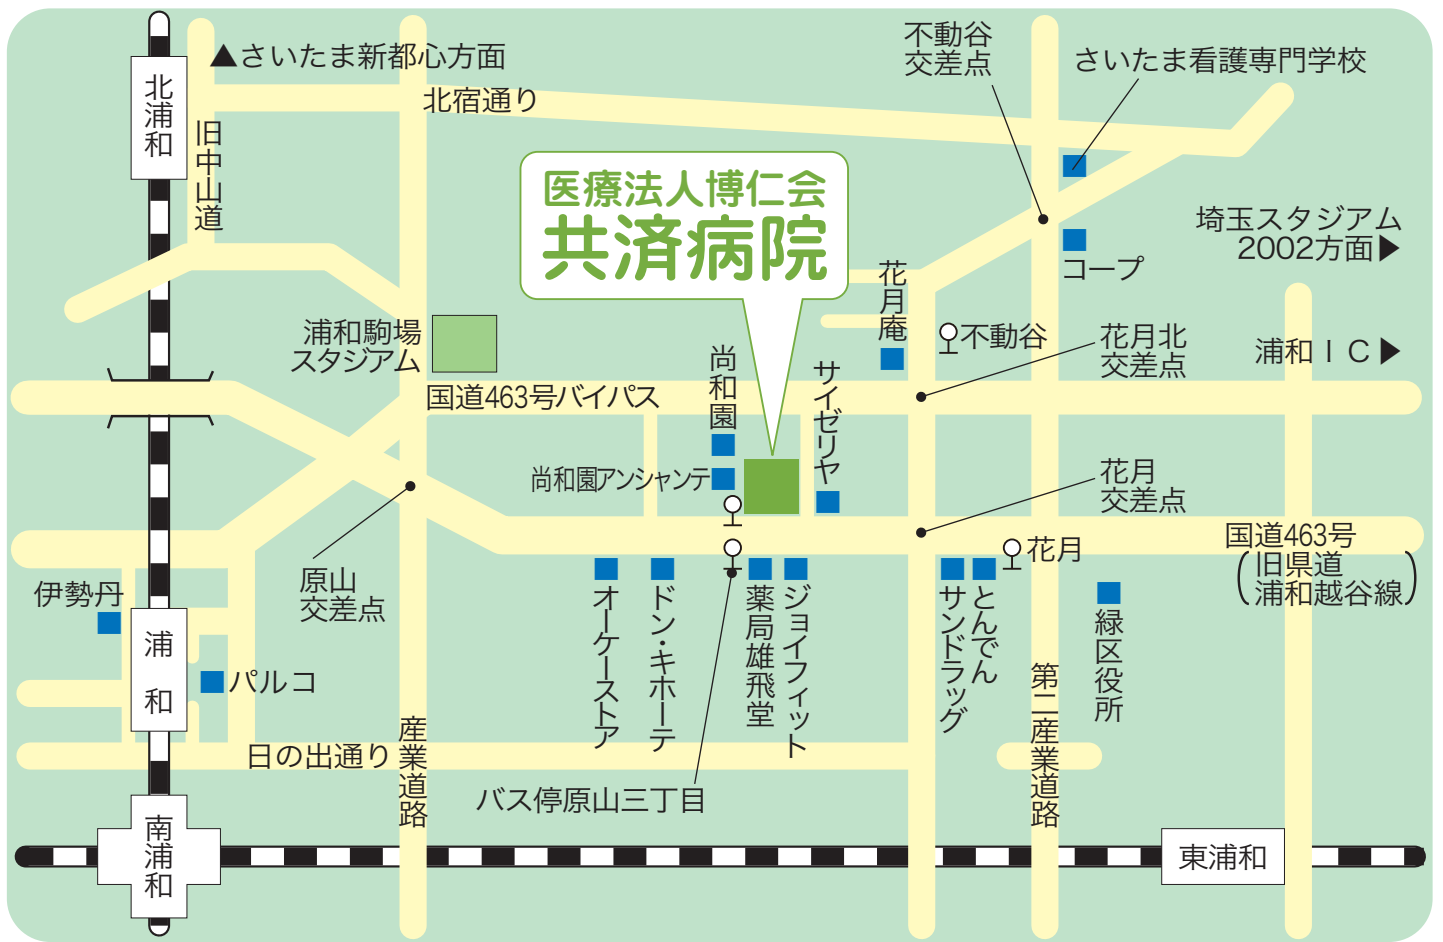 ▲さいたま新都心方面
北宿通り
北浦和
旧中山道
不動谷
交差点
さいたま看護専門学校
医療法人博仁会
共済病院
埼玉スタジアム
2002方面▶
コープ
花月庵
不動谷
花月北
交差点
浦和IC▶
浦和駒場
スタジアム
国道463号バイパス
尚和園
サイゼリヤ
尚和園アンシャンテ
花月
交差点
国道463号
(旧県道
浦和越谷線)
花月
原山
交差点
伊勢丹
浦和
パルコ
オーケーストア
ドン・キホーテ
薬局雄飛堂
ジョイフィット
サンドラッグ
とんでん
緑区役所
第二産業道路
産業道路
日の出通り
バス停原山三丁目
南浦和
東浦和